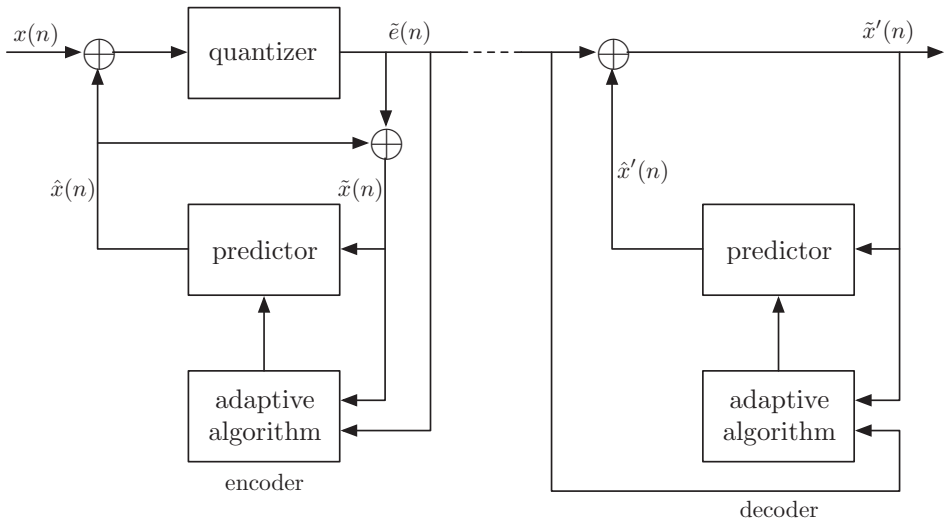 x(n)
quantizer
ẽ(n)
x̃′(n)
x̂(n)
x̃(n)
x̂′(n)
predictor
predictor
adaptive
algorithm
adaptive
algorithm
encoder
decoder